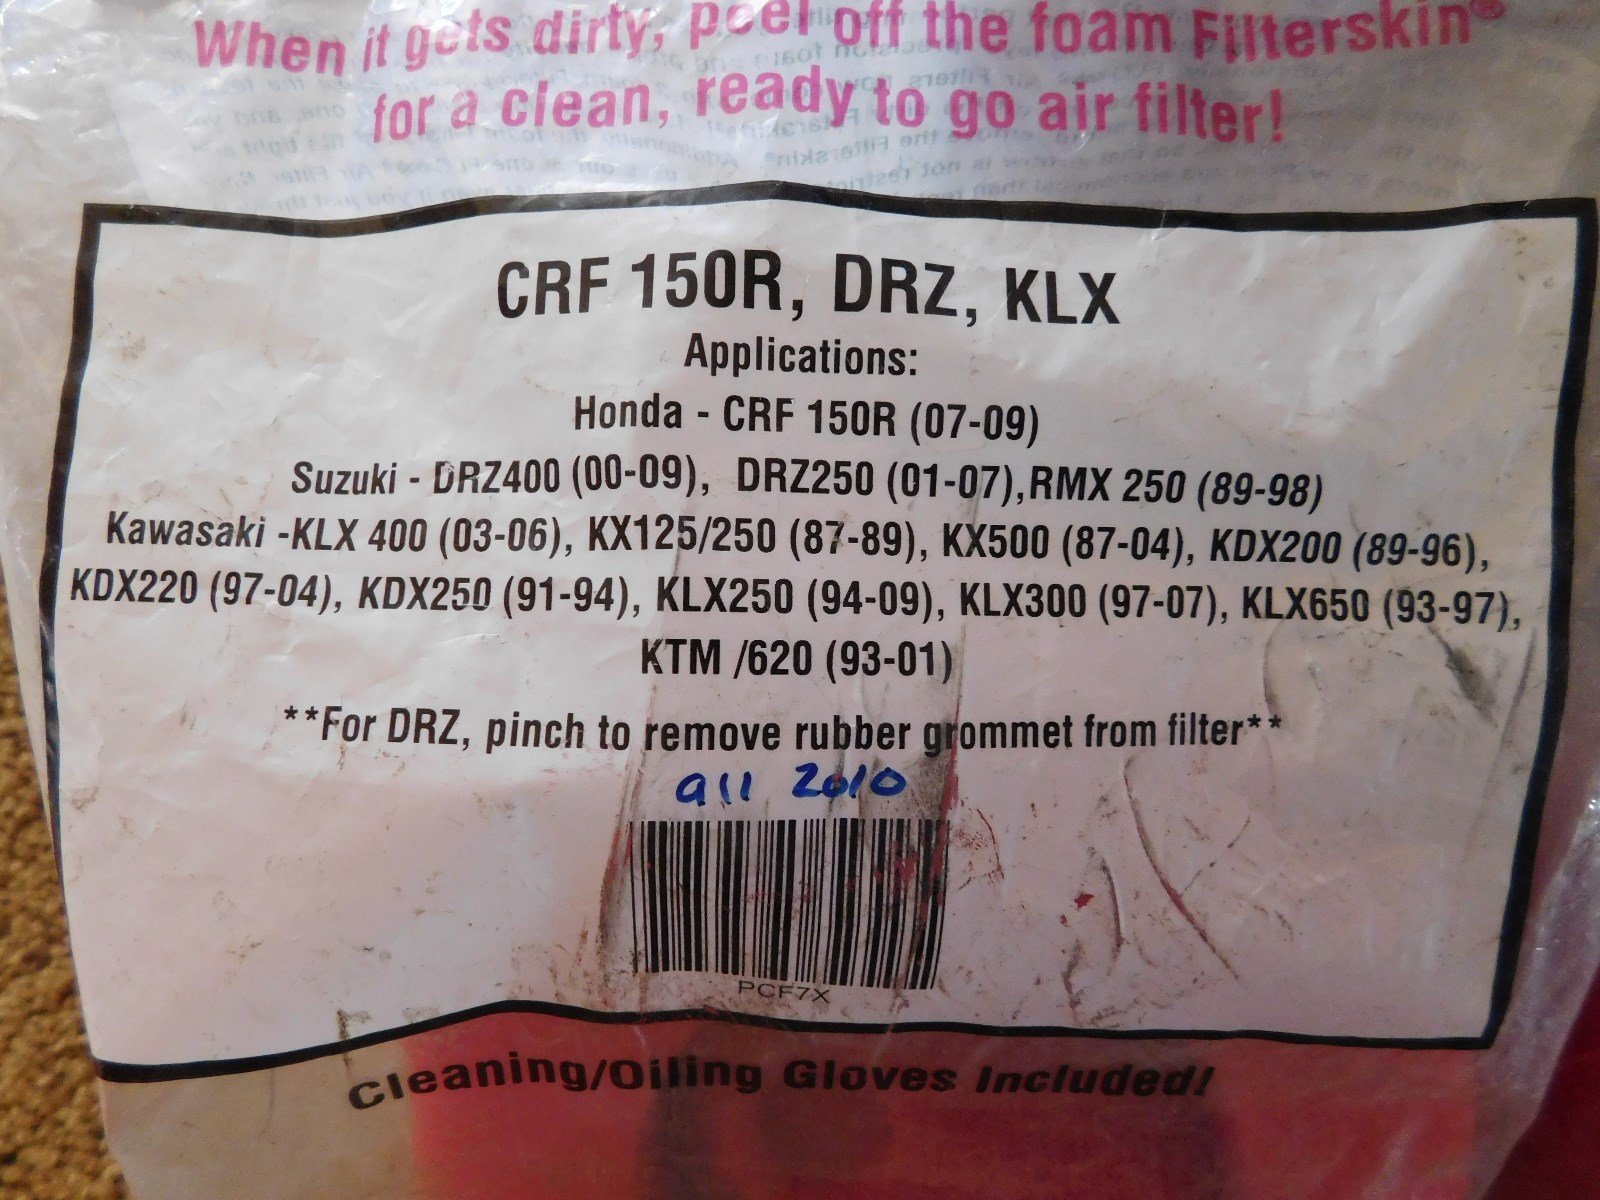 When it gets dirty, peel off the foam Filterskin®
for a clean, ready to go air filter!
CRF 150R, DRZ, KLX
Applications:
Honda - CRF 150R (07-09)
Suzuki - DRZ400 (00-09), DRZ250 (01-07),RMX 250 (89-98)
Kawasaki -KLX 400 (03-06), KX125/250 (87-89), KX500 (87-04), KDX200 (89-96),
KDX220 (97-04), KDX250 (91-94), KLX250 (94-09), KLX300 (97-07), KLX650 (93-97),
KTM /620 (93-01)
**For DRZ, pinch to remove rubber grommet from filter**
all 2010
PCF7X
Cleaning/Oiling Gloves Included!